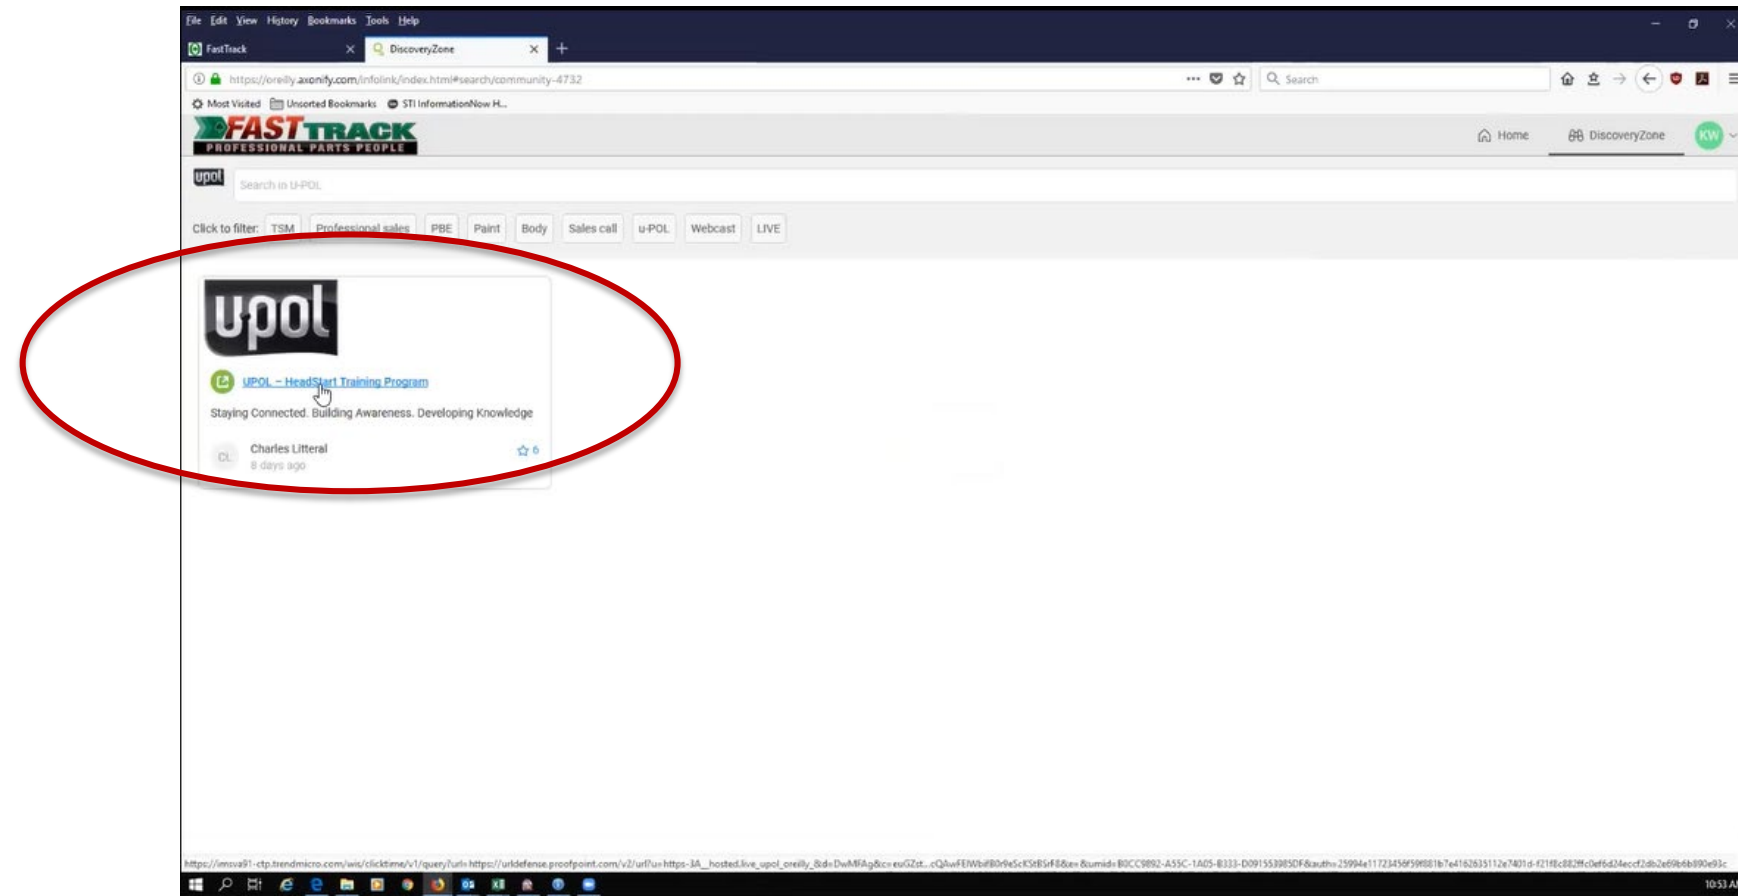 File Edit View History Bookmarks Tools Help
FastTrack DiscoveryZone
https://oreilly.axonify.com/infolink/index.html#search/community-4732 Search
Most Visited Unsorted Bookmarks STI InformationNow H...
FAST TRACK
PROFESSIONAL PARTS PEOPLE
Home DiscoveryZone KW
upol
Search in U-POL
Click to filter: TSM Professional sales PBE Paint Body Sales call u-POL Webcast LIVE
upol
UPOL – HeadStart Training Program
Staying Connected. Building Awareness. Developing Knowledge
CL Charles Litteral 6
8 days ago
10:53 AM